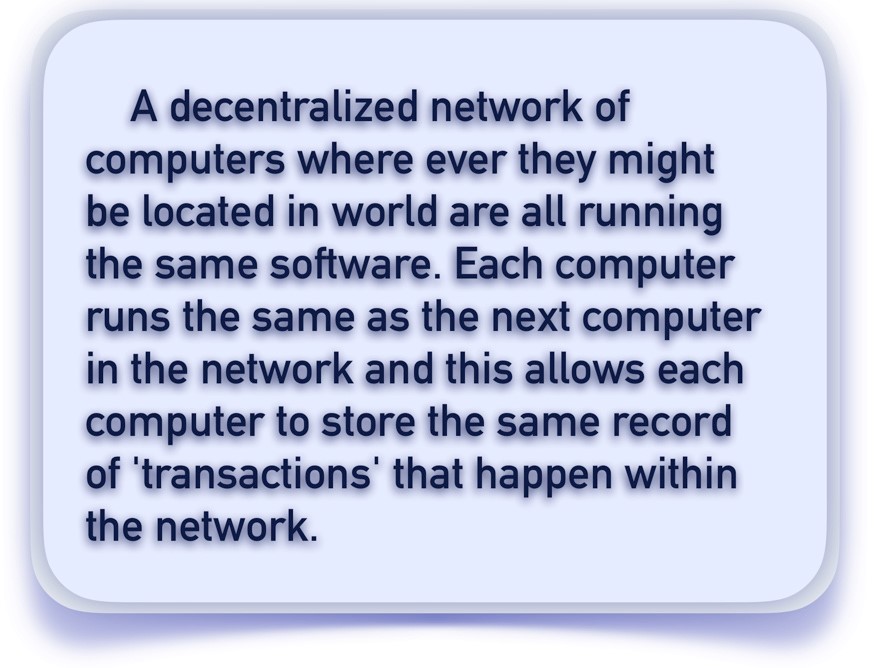 A decentralized network of
computers where ever they might
be located in world are all running
the same software. Each computer
runs the same as the next computer
in the network and this allows each
computer to store the same record
of 'transactions' that happen within
the network.